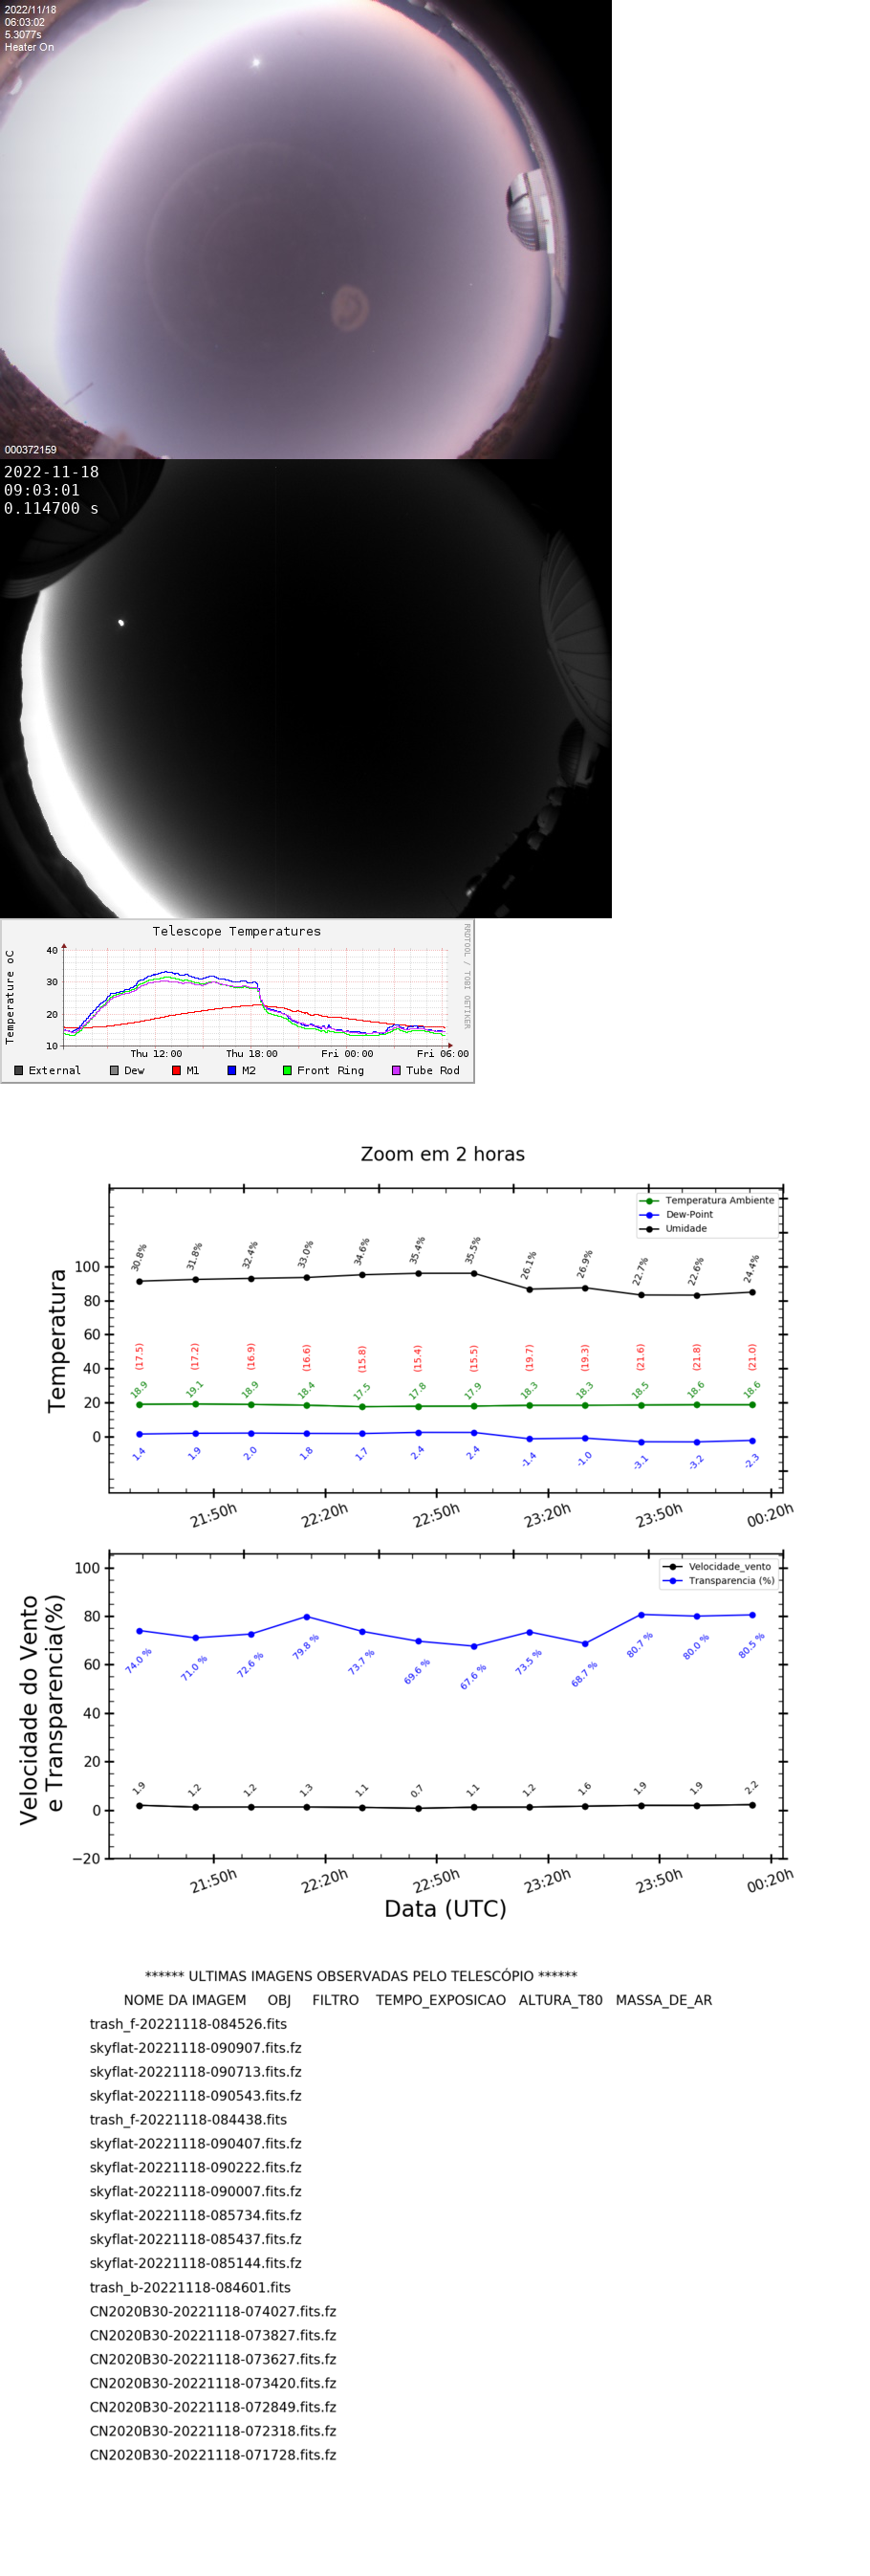 2022/11/18
06:03:02
5.3077s
Heater On
000372159
2022-11-18
09:03:01
0.114700 s
Telescope Temperatures
RRDTOOL / TOBI OETIKER
Temperature oC
40
30
20
10
Thu 12:00 Thu 18:00 Fri 00:00 Fri 06:00
External Dew M1 M2 Front Ring Tube Rod
Zoom em 2 horas
Temperatura Ambiente
Dew-Point
Umidade
Temperatura
100
80
60
40
20
0
30.8% 31.8% 32.4% 33.0% 34.6% 35.4% 35.5% 26.1% 26.9% 22.7% 22.6% 24.4%
(17.5) (17.2) (16.9) (16.6) (15.8) (15.4) (15.5) (19.7) (19.3) (21.6) (21.8) (21.0)
18.9 19.1 18.9 18.4 17.5 17.8 17.9 18.3 18.3 18.5 18.6 18.6
1.4 1.9 2.0 1.8 1.7 2.4 2.4 -1.4 -1.0 -3.1 -3.2 -2.3
21:50h 22:20h 22:50h 23:20h 23:50h 00:20h
Velocidade_vento
Transparencia (%)
Velocidade do Vento
e Transparencia(%)
100
80
60
40
20
0
−20
74.0 % 71.0 % 72.6 % 79.8 % 73.7 % 69.6 % 67.6 % 73.5 % 68.7 % 80.7 % 80.0 % 80.5 %
1.9 1.2 1.2 1.3 1.1 0.7 1.1 1.2 1.6 1.9 1.9 2.2
21:50h 22:20h 22:50h 23:20h 23:50h 00:20h
Data (UTC)
****** ULTIMAS IMAGENS OBSERVADAS PELO TELESCÓPIO ******
NOME DA IMAGEM OBJ FILTRO TEMPO_EXPOSICAO ALTURA_T80 MASSA_DE_AR
trash_f-20221118-084526.fits
skyflat-20221118-090907.fits.fz
skyflat-20221118-090713.fits.fz
skyflat-20221118-090543.fits.fz
trash_f-20221118-084438.fits
skyflat-20221118-090407.fits.fz
skyflat-20221118-090222.fits.fz
skyflat-20221118-090007.fits.fz
skyflat-20221118-085734.fits.fz
skyflat-20221118-085437.fits.fz
skyflat-20221118-085144.fits.fz
trash_b-20221118-084601.fits
CN2020B30-20221118-074027.fits.fz
CN2020B30-20221118-073827.fits.fz
CN2020B30-20221118-073627.fits.fz
CN2020B30-20221118-073420.fits.fz
CN2020B30-20221118-072849.fits.fz
CN2020B30-20221118-072318.fits.fz
CN2020B30-20221118-071728.fits.fz